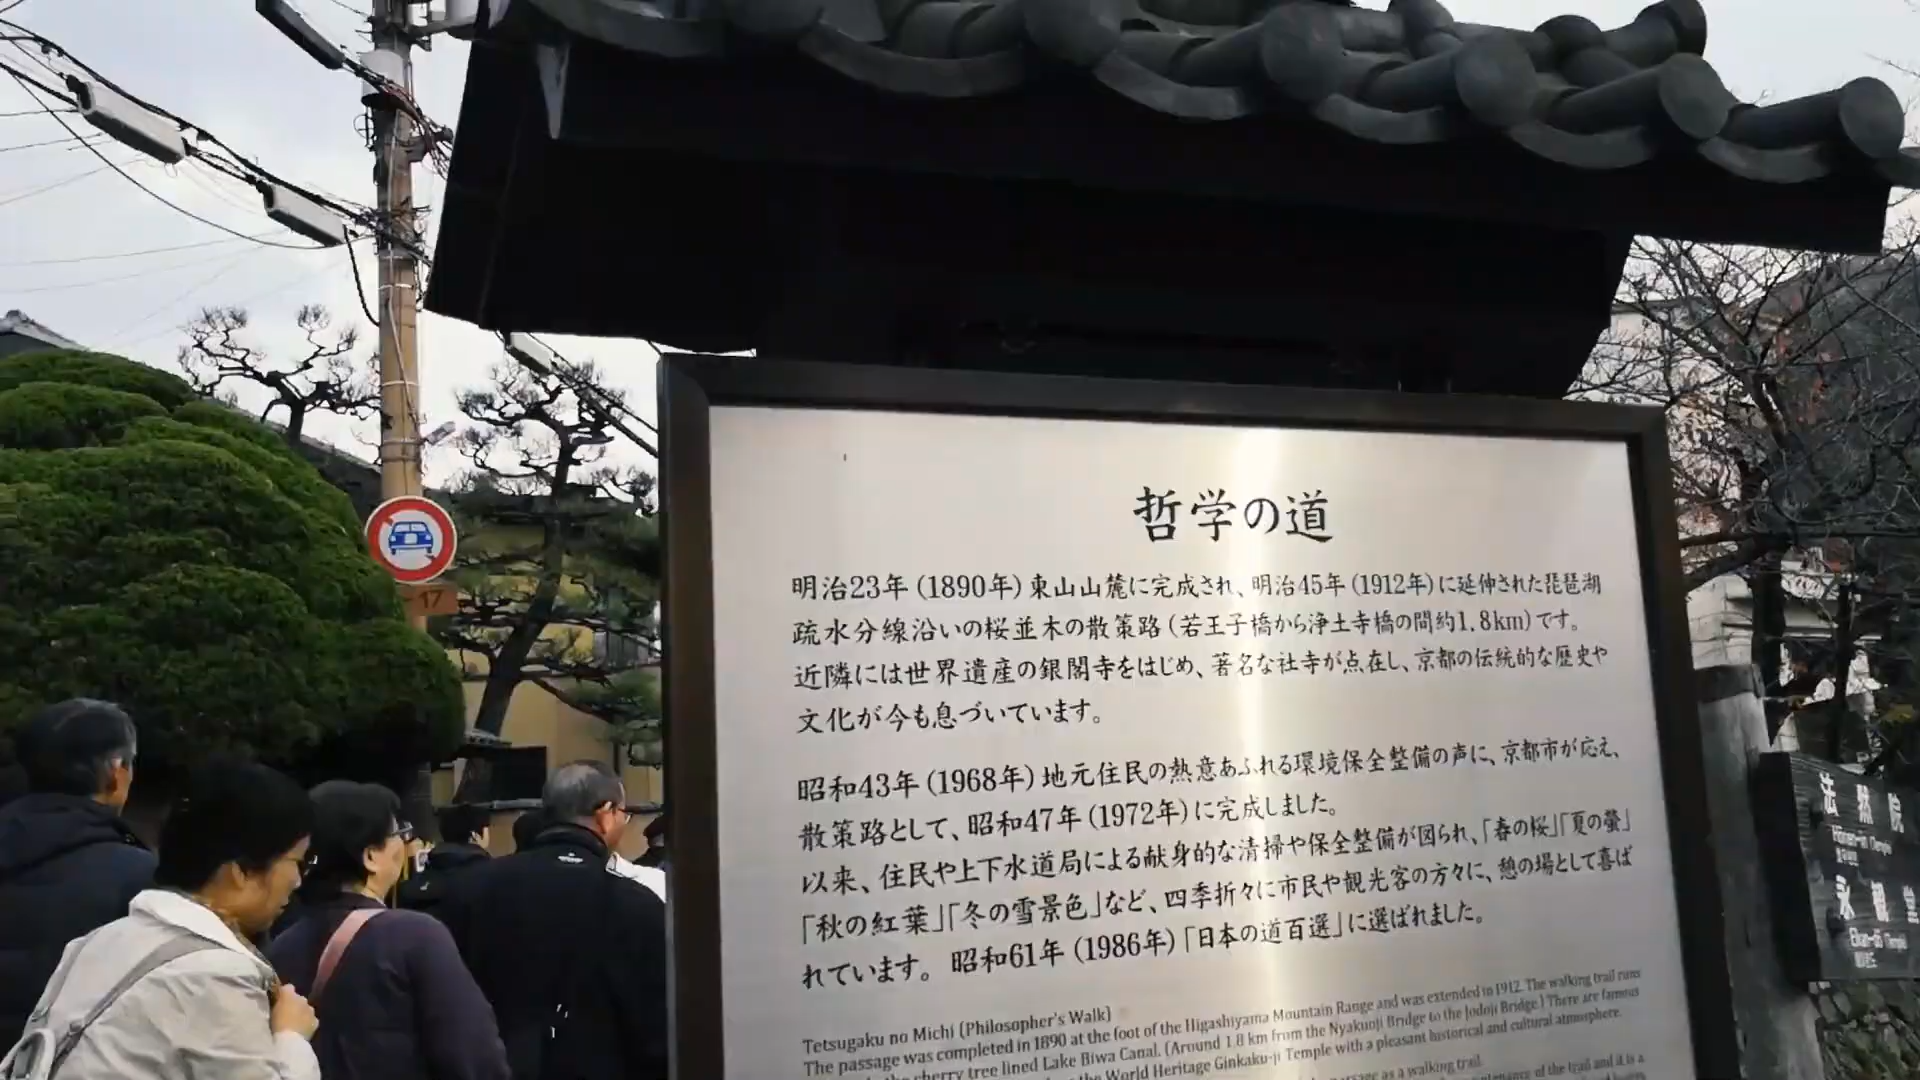 哲学の道
明治23年(1890年)東山山麓に完成され、明治45年(1912年)に延伸された琵琶湖
疏水分線沿いの桜並木の散策路(若王子橋から浄土寺橋の間約1.8km)です。
近隣には世界遺産の銀閣寺をはじめ、著名な社寺が点在し、京都の伝統的な歴史や
文化が今も息づいています。
昭和43年(1968年)地元住民の熱意あふれる環境保全整備の声に、京都市が応え、
散策路として、昭和47年(1972年)に完成しました。
以来、住民や上下水道局による献身的な清掃や保全整備が図られ、「春の桜」「夏の螢」
「秋の紅葉」「冬の雪景色」など、四季折々に市民や観光客の方々に、憩の場として喜ば
れています。昭和61年(1986年)「日本の道百選」に選ばれました。
Tetsugaku no Michi (Philosopher's Walk)
The passage was completed in 1890 at the foot of the Higashiyama Mountain Range and was extended in 1912. The walking trail runs
the cherry tree lined Lake Biwa Canal. (Around 1.8 km from the Nyakuoji Bridge to the Jodoji Bridge.) There are famous
the World Heritage Ginkaku-ji Temple with a pleasant historical and cultural atmosphere.
passage as a walking trail.
of the trail and it is a
17
法然院
Honen-in (Temple)
永観堂
Eikan-dō (Temple)